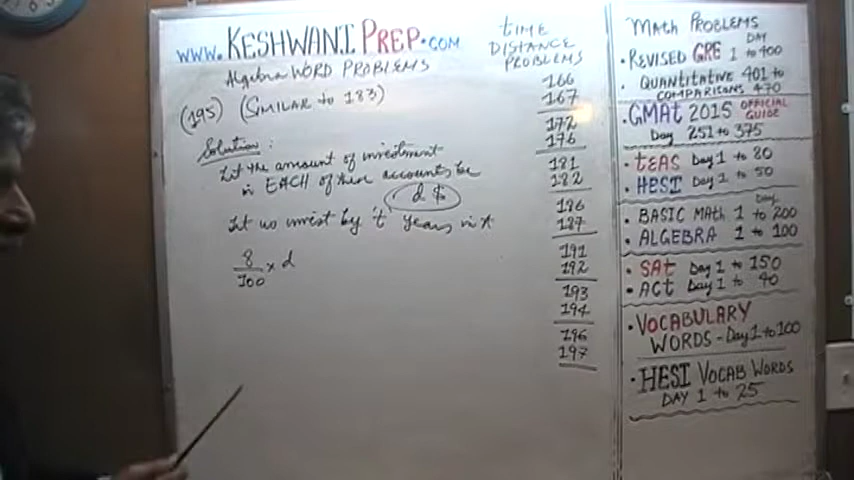 WWW.KESHWANI PREP.COM
Algebra WORD PROBLEMS
(195) (SIMILAR to 183)
Solution:
Let the amount of investment
in EACH of these accounts be
d $
Let us invest by 't' years in it
8/100 x d
TIME
DISTANCE
PROBLEMS
166
167
172
176
181
182
186
187
191
192
193
194
196
197
MATH PROBLEMS
• REVISED GRE DAY 1 to 400
• QUANTITATIVE 401 to
COMPARISONS 470
• GMAT 2015 OFFICIAL GUIDE
Day 251 to 375
• TEAS Day 1 to 80
• HESI Day 1 to 50
Day
• BASIC MATH 1 to 200
• ALGEBRA 1 to 100
• SAT Day 1 to 150
• ACT Day 1 to 40
• VOCABULARY
WORDS - Day 1 to 100
• HESI VOCAB WORDS
DAY 1 to 25